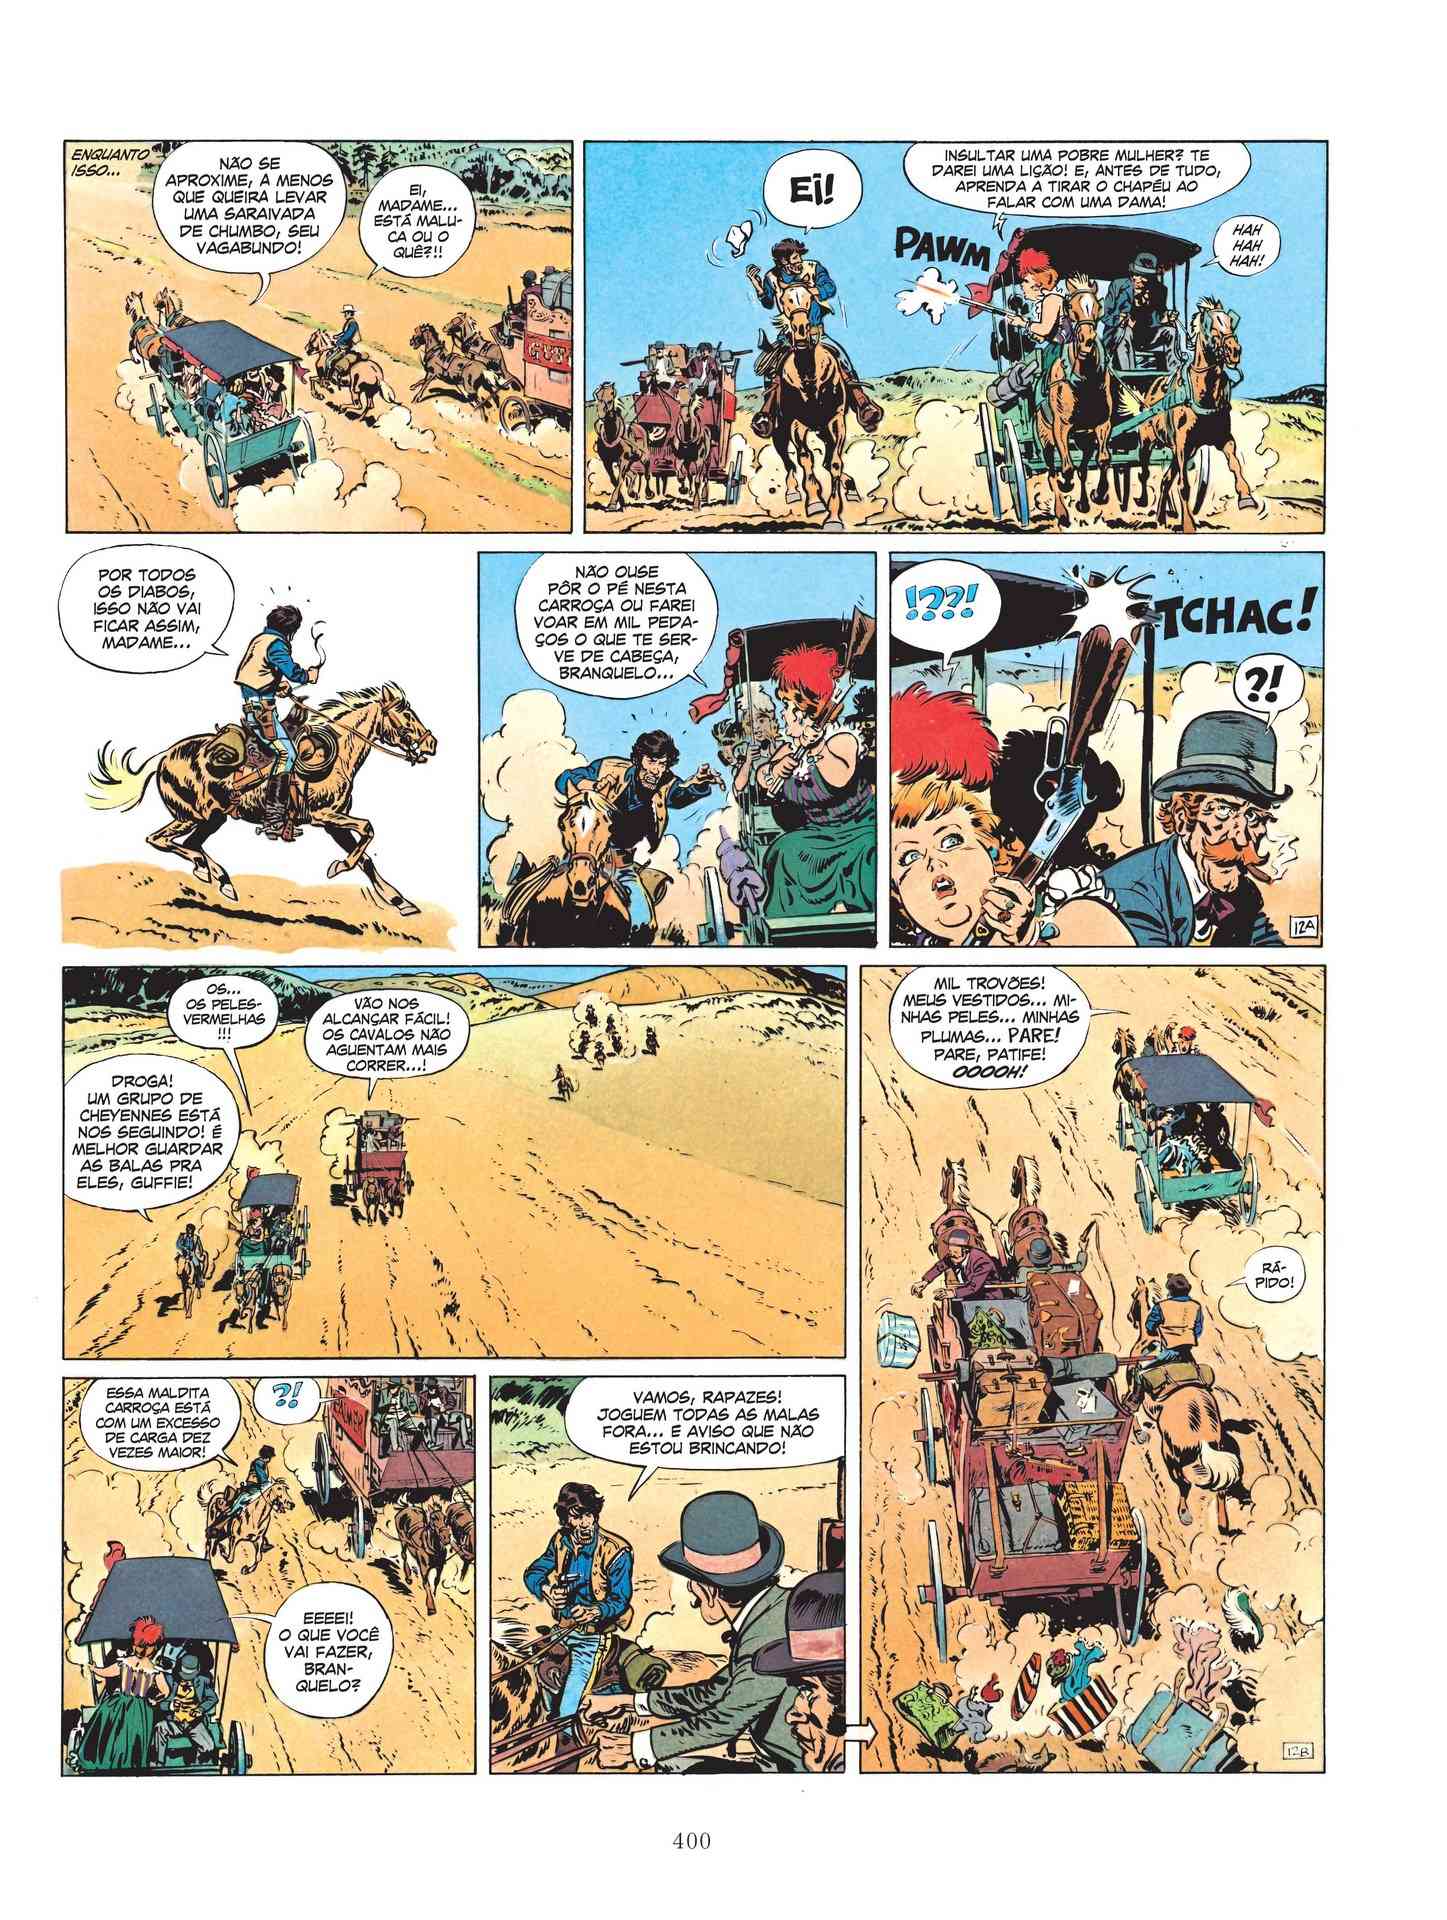 ENQUANTO
ISSO...
NÃO SE
APROXIME, A MENOS
QUE QUEIRA LEVAR
UMA SARAIVADA
DE CHUMBO, SEU
VAGABUNDO!
EI,
MADAME...
ESTÁ MALU-
CA OU O
QUÊ?!!
EI!
INSULTAR UMA POBRE MULHER? TE
DAREI UMA LIÇÃO! E, ANTES DE TUDO,
APRENDA A TIRAR O CHAPÉU AO
FALAR COM UMA DAMA!
PAWM
HAH
HAH
HAH!
POR TODOS
OS DIABOS,
ISSO NÃO VAI
FICAR ASSIM,
MADAME...
NÃO OUSE
PÔR O PÉ NESTA
CARROÇA OU FAREI
VOAR EM MIL PEDA-
ÇOS O QUE TE SER-
VE DE CABEÇA,
BRANQUELO...
!???!
TCHAC!
?!
12A
OS...
OS PELES-
VERMELHAS
!!!
VÃO NOS
ALCANÇAR FÁCIL!
OS CAVALOS NÃO
AGUENTAM MAIS
CORRER...!
DROGA!
UM GRUPO DE
CHEYENNES ESTÁ
NOS SEGUINDO! É
MELHOR GUARDAR
AS BALAS PRA
ELES, GUFFIE!
ESSA MALDITA
CARROÇA ESTÁ
COM UM EXCESSO
DE CARGA DEZ
VEZES MAIOR!
?!
EEEEI!
O QUE VOCÊ
VAI FAZER,
BRAN-
QUELO?
VAMOS, RAPAZES!
JOGUEM TODAS AS MALAS
FORA... E AVISO QUE NÃO
ESTOU BRINCANDO!
MIL TROVÕES!
MEUS VESTIDOS... MI-
NHAS PELES... MINHAS
PLUMAS... PARE!
PARE, PATIFE!
OOOOH!
RÁ-
PIDO!
12B
400